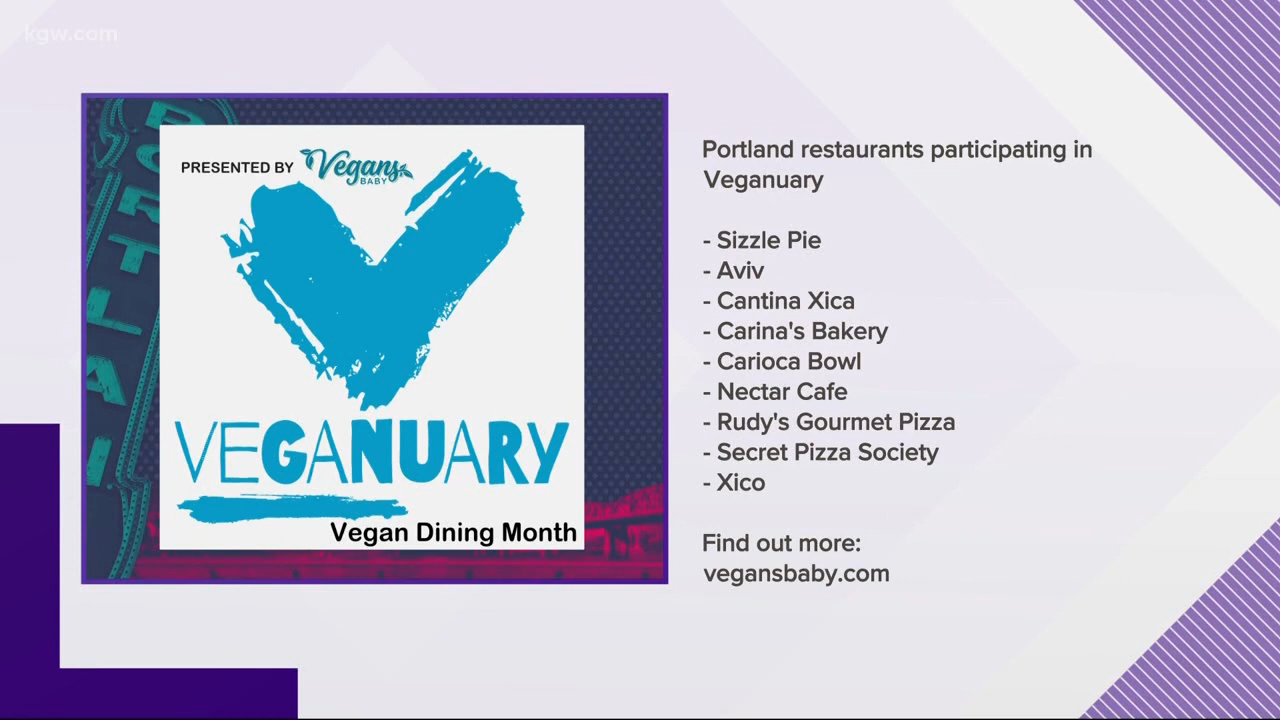 kgw.com
PRESENTED BY Vegans
BABY
VEGANUARY
Vegan Dining Month
Portland restaurants participating in
Veganuary
- Sizzle Pie
- Aviv
- Cantina Xica
- Carina's Bakery
- Carioca Bowl
- Nectar Cafe
- Rudy's Gourmet Pizza
- Secret Pizza Society
- Xico
Find out more:
vegansbaby.com